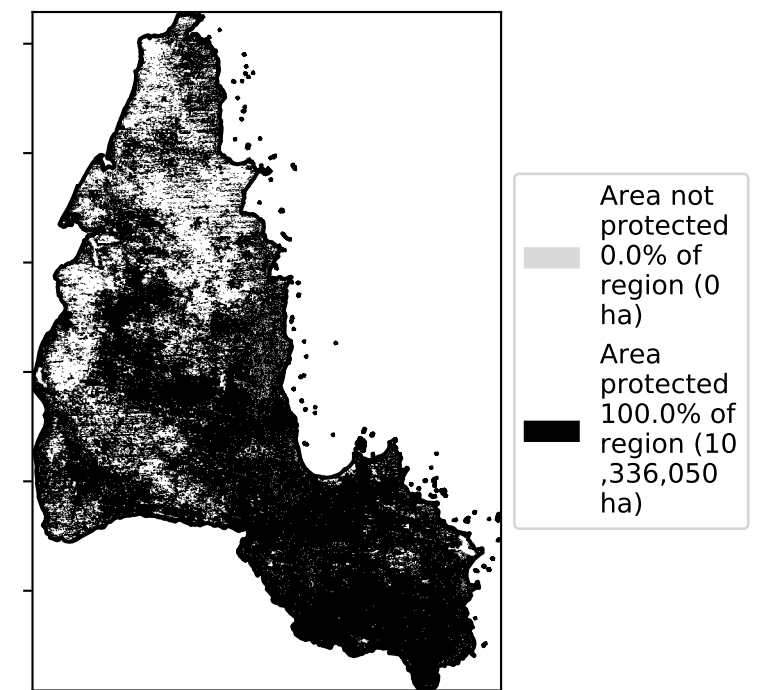 Area not
protected
0.0% of
region (0
ha)
Area
protected
100.0% of
region (10
,336,050
ha)